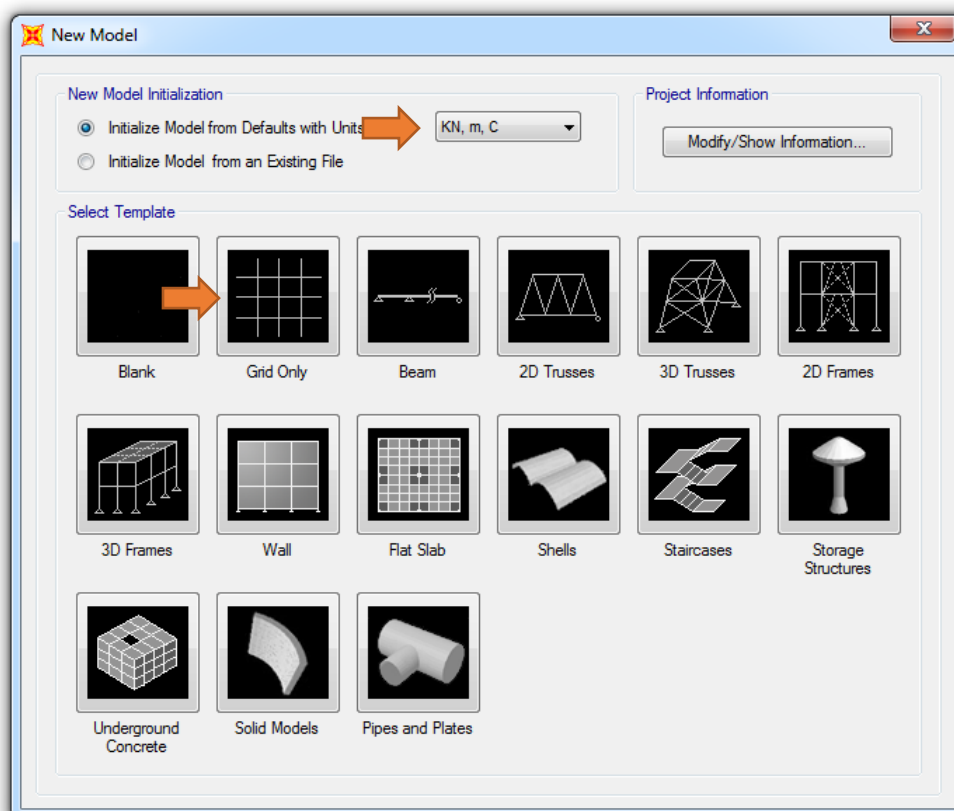 New Model
New Model Initialization
Project Information
Initialize Model from Defaults with Units
KN, m, C
Modify/Show Information...
Initialize Model from an Existing File
Select Template
Blank
Grid Only
Beam
2D Trusses
3D Trusses
2D Frames
3D Frames
Wall
Flat Slab
Shells
Staircases
Storage
Structures
Underground
Concrete
Solid Models
Pipes and Plates